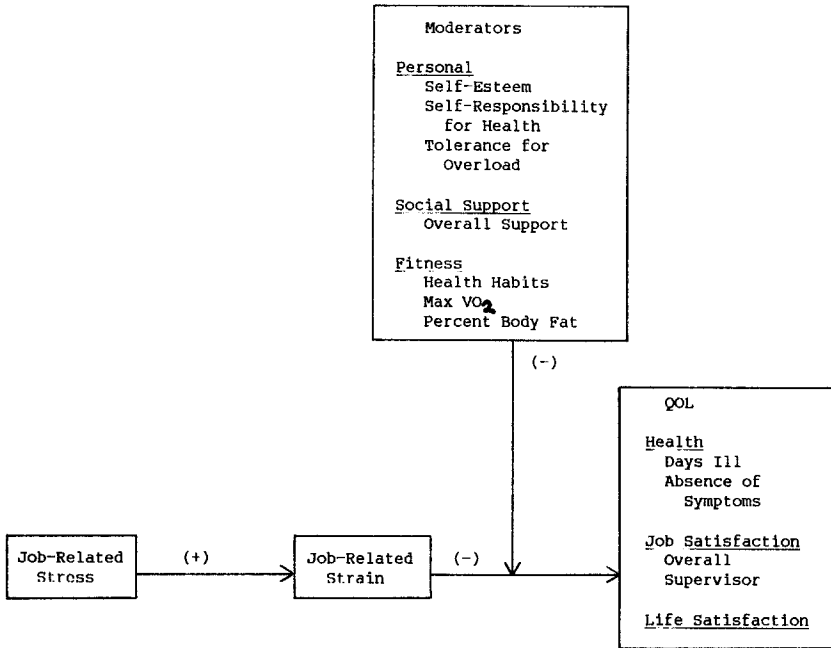 Moderators
Personal
Self-Esteem
Self-Responsibility
for Health
Tolerance for
Overload
Social Support
Overall Support
Fitness
Health Habits
Max VO2
Percent Body Fat
(-)
QOL
Health
Days Ill
Absence of
Symptoms
Job Satisfaction
Overall
Supervisor
Life Satisfaction
Job-Related
Stress
(+)
Job-Related
Strain
(-)